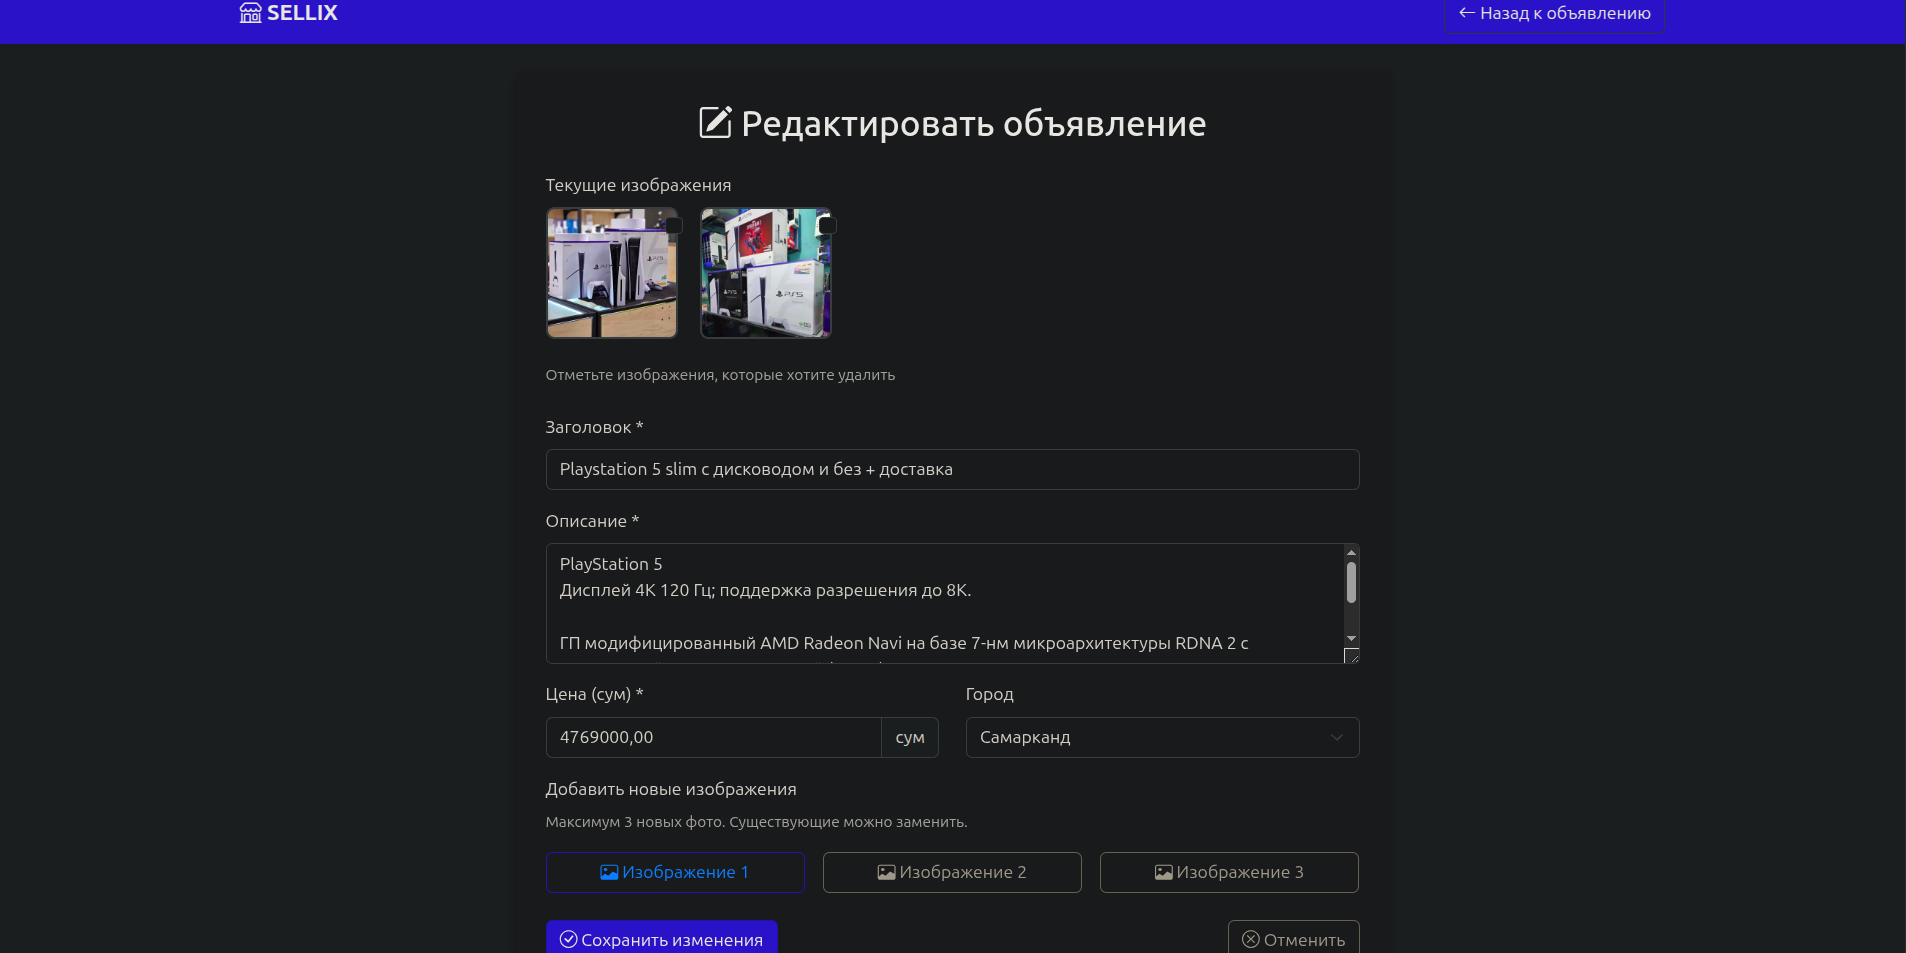 SELLIX
← Назад к объявлению
Редактировать объявление
Текущие изображения
Отметьте изображения, которые хотите удалить
Заголовок *
Playstation 5 slim с дисководом и без + доставка
Описание *
PlayStation 5
Дисплей 4K 120 Гц; поддержка разрешения до 8K.
ГП модифицированный AMD Radeon Navi на базе 7-нм микроархитектуры RDNA 2 с
Цена (сум) *
Город
4769000,00 сум
Самарканд
Добавить новые изображения
Максимум 3 новых фото. Существующие можно заменить.
Изображение 1
Изображение 2
Изображение 3
Сохранить изменения
Отменить